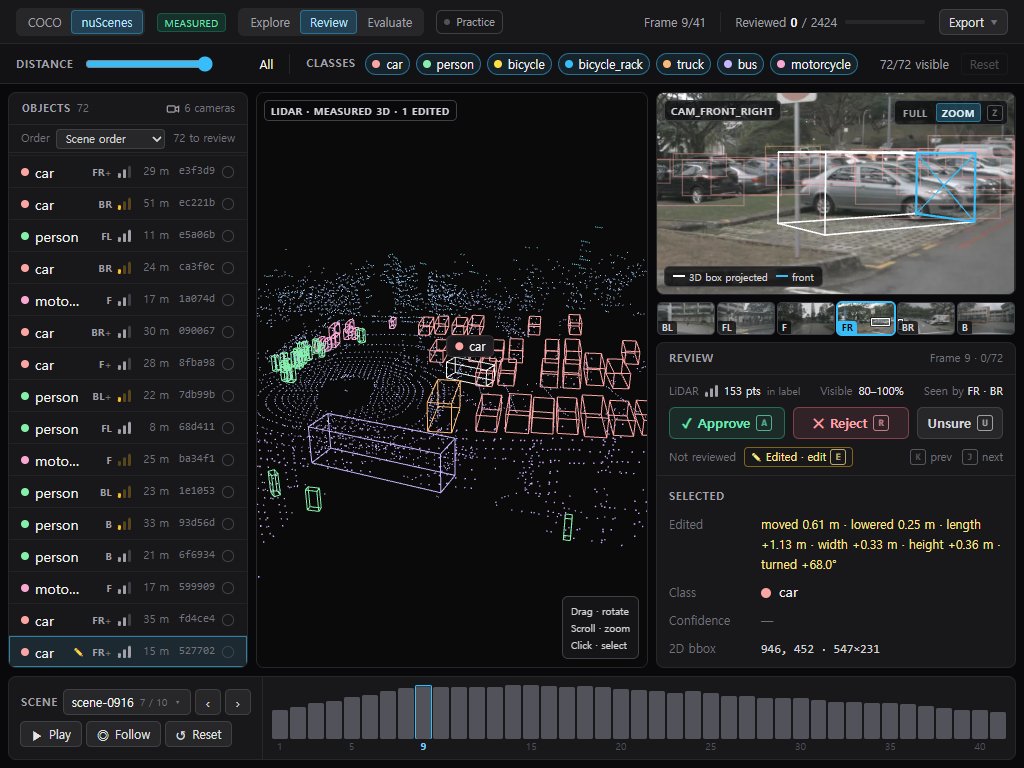 COCO nuScenes MEASURED Explore Review Evaluate Practice Frame 9/41 Reviewed 0 / 2424 Export
DISTANCE All CLASSES car person bicycle bicycle_rack truck bus motorcycle 72/72 visible Reset
OBJECTS 72 6 cameras
Order Scene order 72 to review
car FR+ 29 m e3f3d9
car BR 51 m ec221b
person FL 11 m e5a06b
car BR 24 m ca3f0c
moto... F 17 m 1a074d
car BR+ 30 m 090067
car F+ 28 m 8fba98
person BL+ 22 m 7db99b
person FL 8 m 68d411
moto... F 25 m ba34f1
person BL 23 m 1e1053
person B 33 m 93d56d
person B 21 m 6f6934
moto... F 17 m 599909
car FR+ 35 m fd4ce4
car FR+ 15 m 527702
LIDAR · MEASURED 3D · 1 EDITED
car
Drag · rotate
Scroll · zoom
Click · select
CAM_FRONT_RIGHT FULL ZOOM Z
3D box projected front
BL FL F FR BR B
REVIEW Frame 9 · 0/72
LiDAR 153 pts in label Visible 80–100% Seen by FR · BR
Approve A Reject R Unsure U
Not reviewed Edited · edit E K prev J next
SELECTED
Edited moved 0.61 m · lowered 0.25 m · length
+1.13 m · width +0.33 m · height +0.36 m ·
turned +68.0°
Class car
Confidence —
2D bbox 946, 452 · 547×231
SCENE scene-0916 7 / 10 ‹ ›
Play Follow Reset
1 5 9 15 20 25 30 35 40